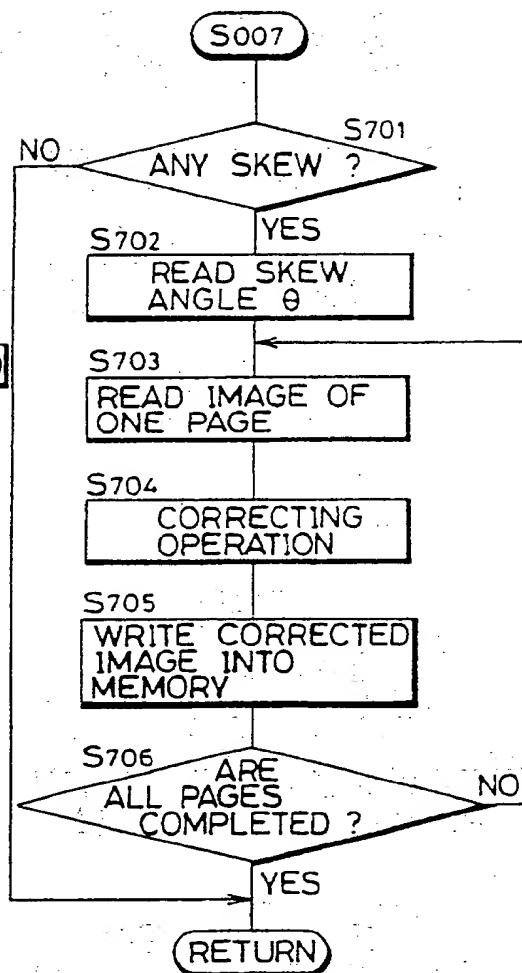 S007
S701
NO
ANY SKEW ?
YES
S702
READ SKEW
ANGLE θ
S703
READ IMAGE OF
ONE PAGE
S704
CORRECTING
OPERATION
S705
WRITE CORRECTED
IMAGE INTO
MEMORY
S706
ARE
ALL PAGES
COMPLETED ?
NO
YES
RETURN